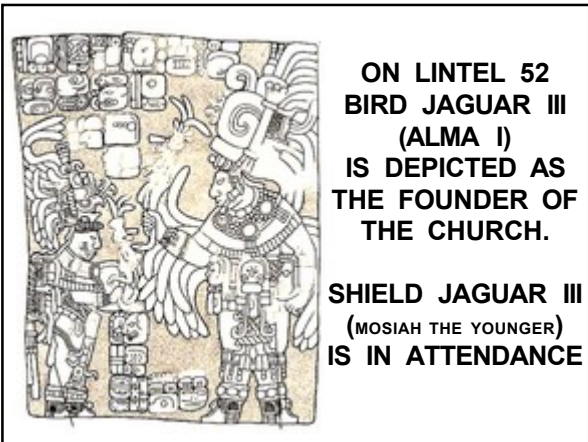 ON LINTEL 52
BIRD JAGUAR III
(ALMA I)
IS DEPICTED AS
THE FOUNDER OF
THE CHURCH.
SHIELD JAGUAR III
(MOSIAH THE YOUNGER)
IS IN ATTENDANCE